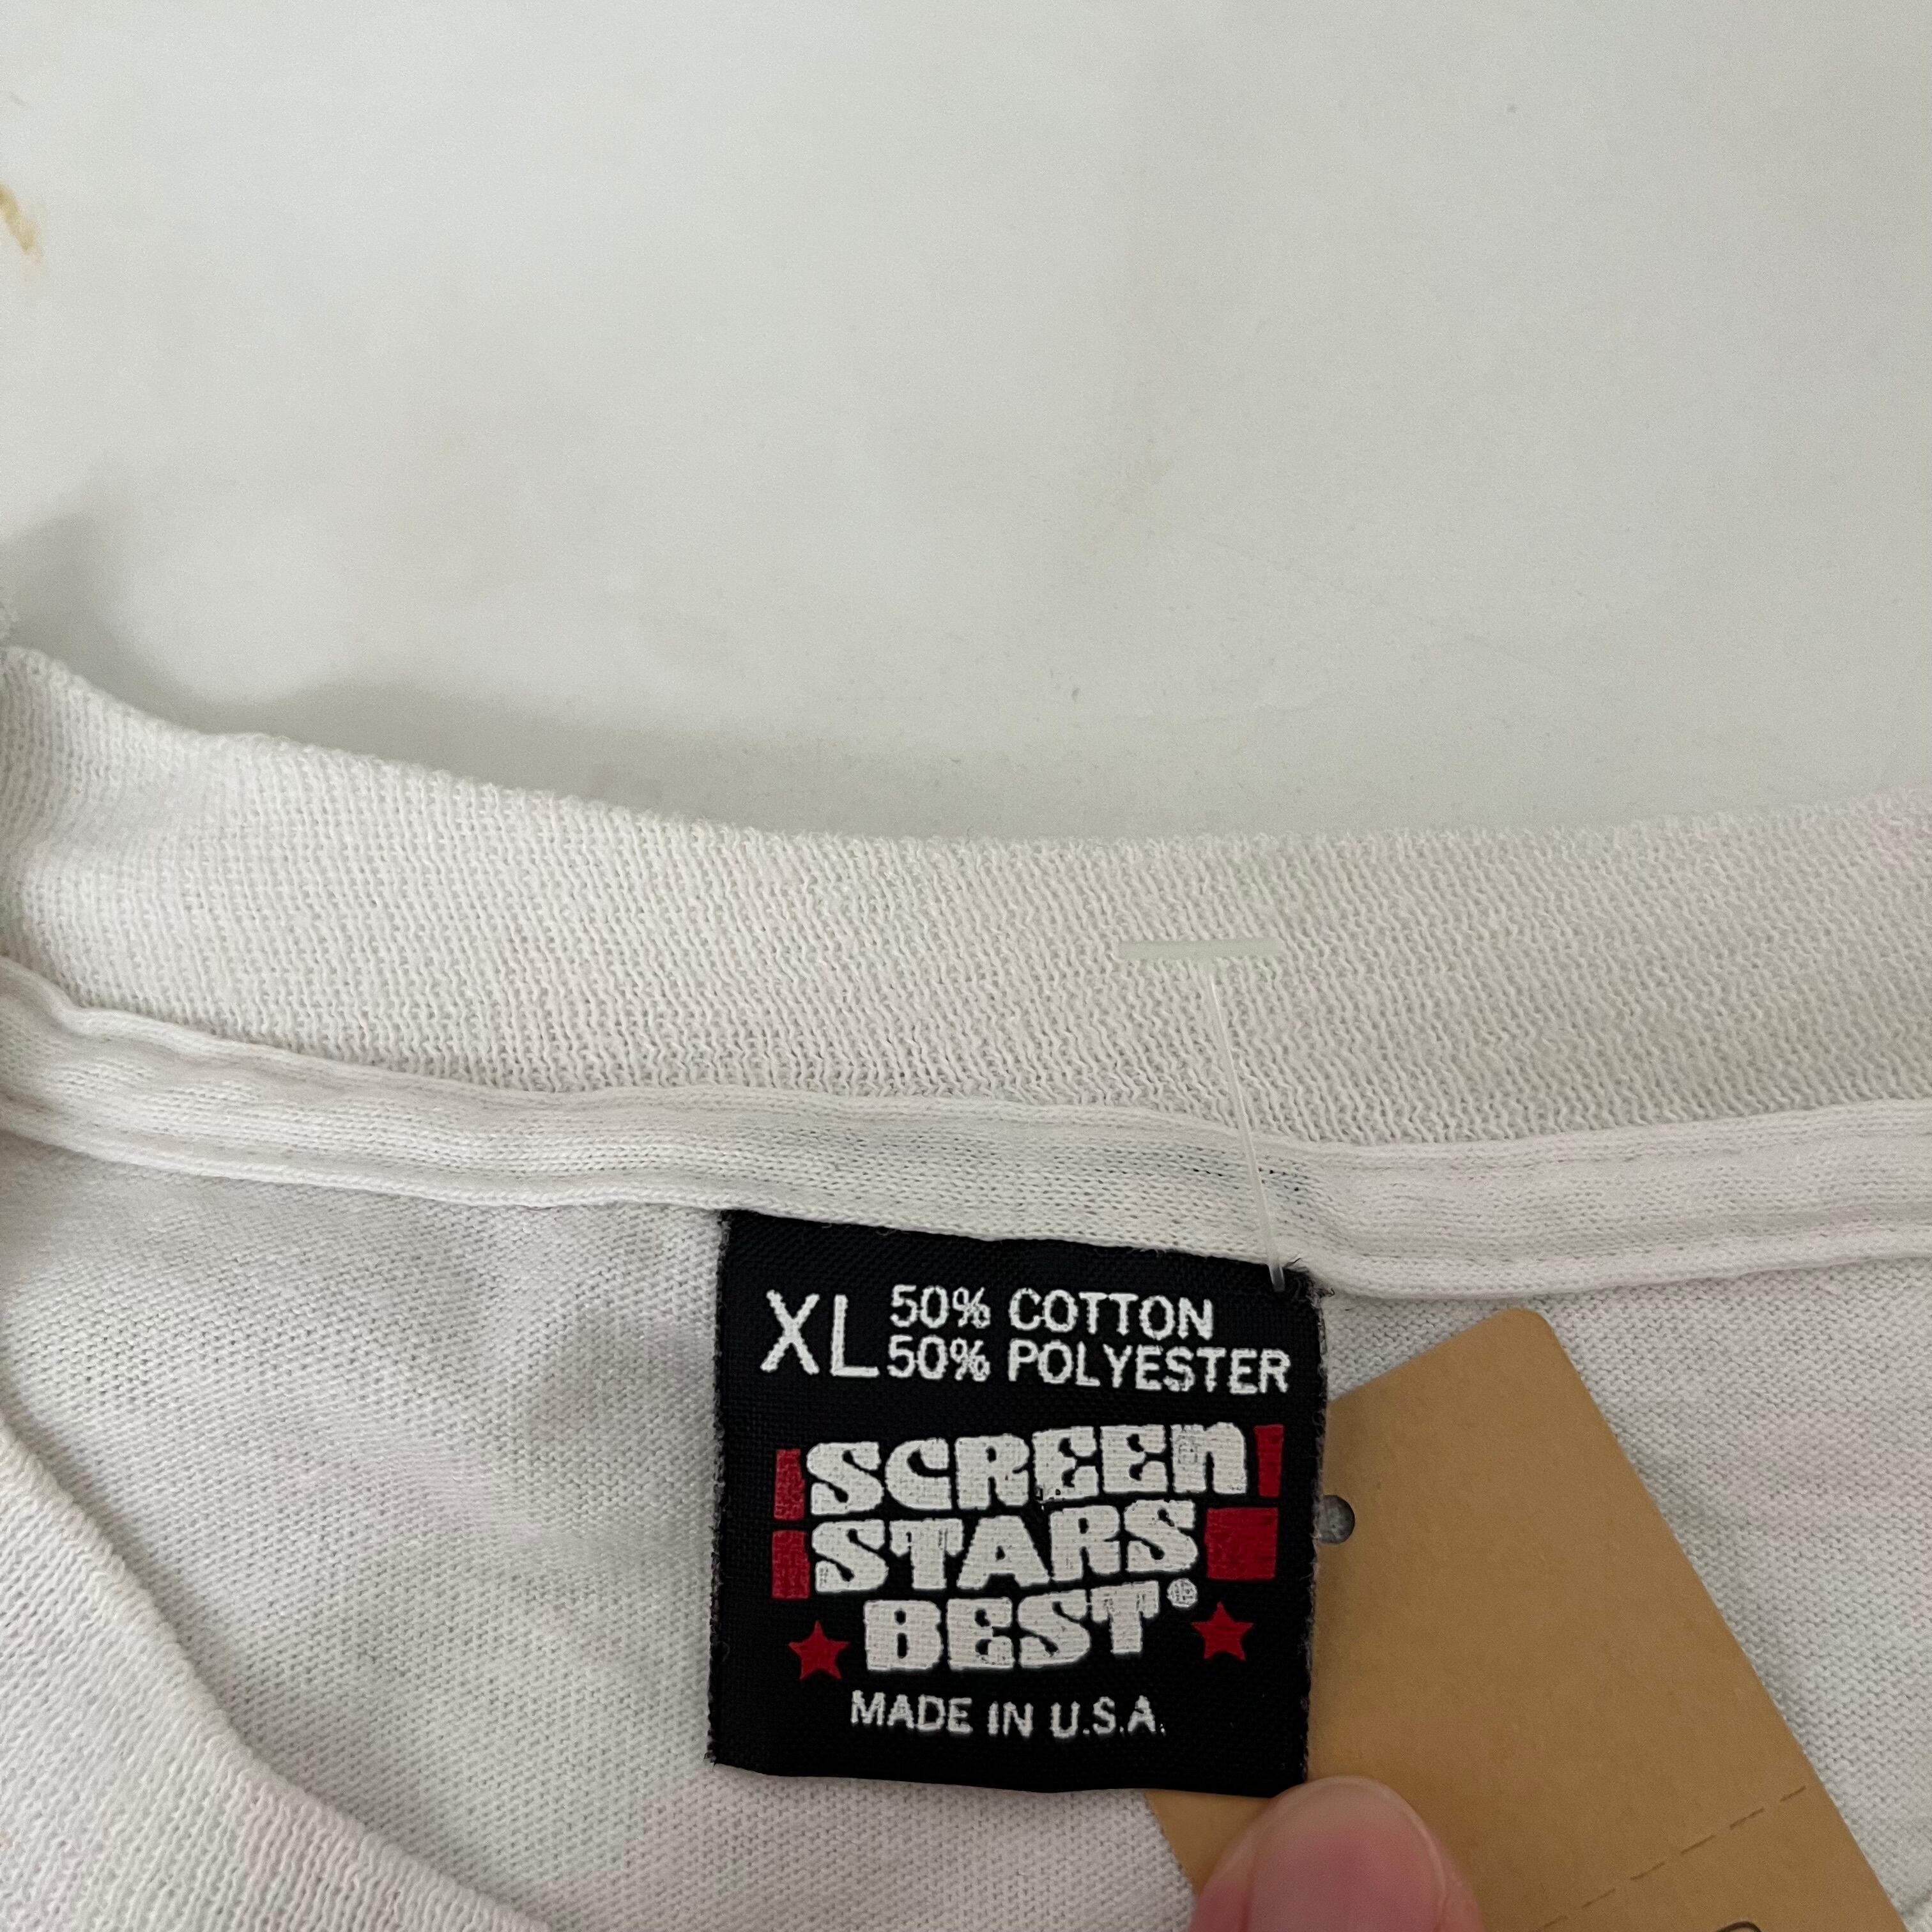 XL 50% COTTON
50% POLYESTER
SCREEN
STARS
BEST®
MADE IN U.S.A.